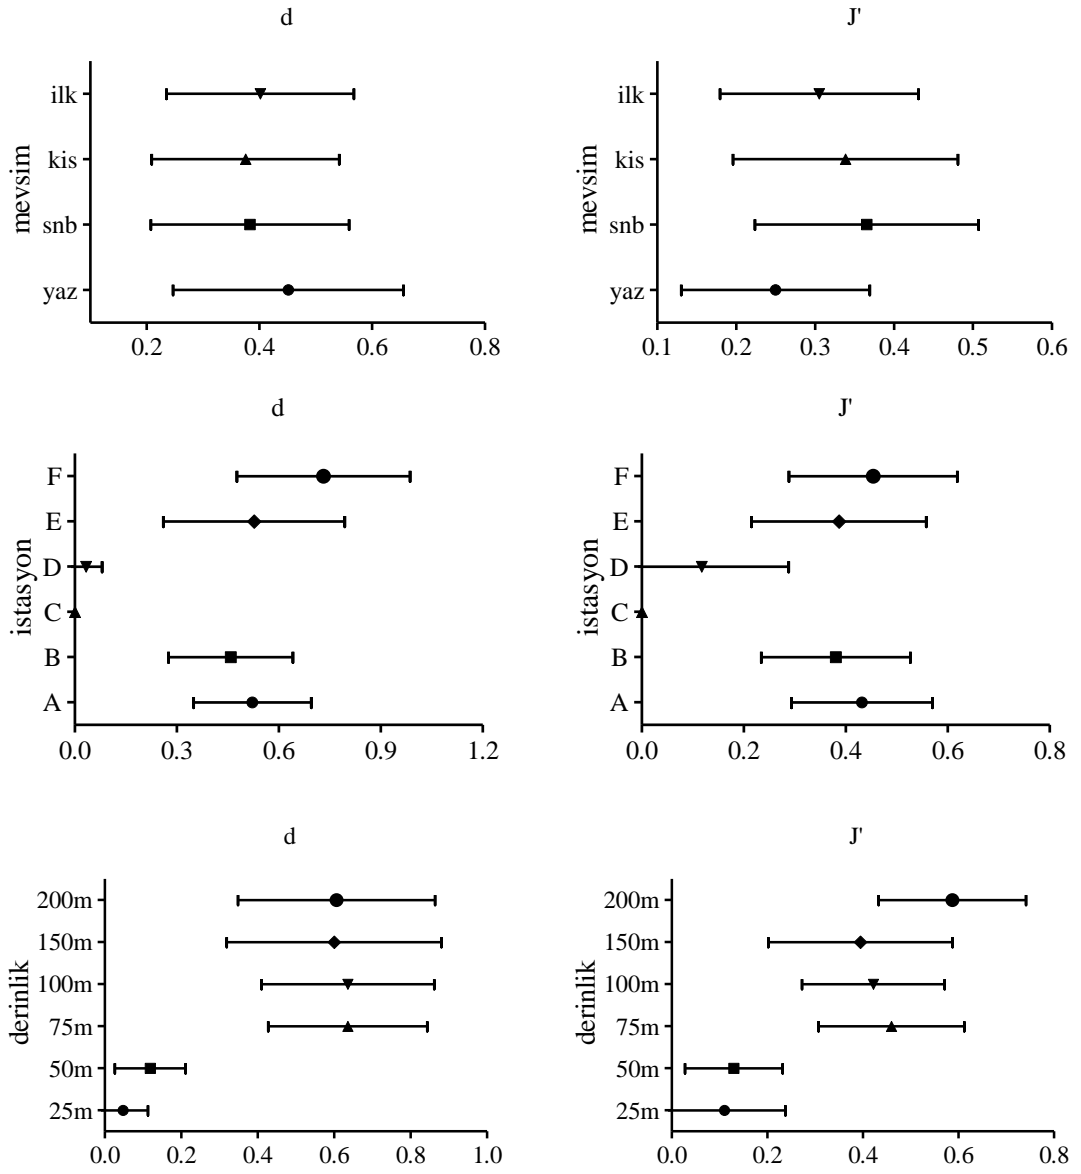 d
J'
mevsim
ilk
kis
snb
yaz
0.2 0.4 0.6 0.8
mevsim
ilk
kis
snb
yaz
0.1 0.2 0.3 0.4 0.5 0.6
d
J'
istasyon
F
E
D
C
B
A
0.0 0.3 0.6 0.9 1.2
istasyon
F
E
D
C
B
A
0.0 0.2 0.4 0.6 0.8
d
J'
derinlik
200m
150m
100m
75m
50m
25m
0.0 0.2 0.4 0.6 0.8 1.0
derinlik
200m
150m
100m
75m
50m
25m
0.0 0.2 0.4 0.6 0.8